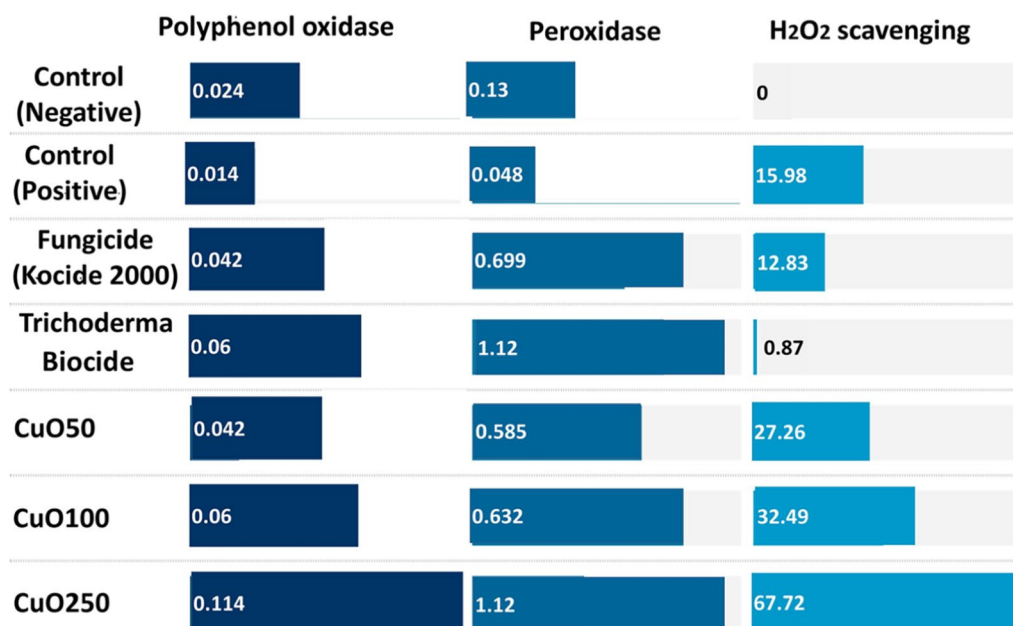 Polyphenol oxidase
Peroxidase
H2O2 scavenging
Control
(Negative)
0.024
0.13
0
Control
(Positive)
0.014
0.048
15.98
Fungicide
(Kocide 2000)
0.042
0.699
12.83
Trichoderma
Biocide
0.06
1.12
0.87
CuO50
0.042
0.585
27.26
CuO100
0.06
0.632
32.49
CuO250
0.114
1.12
67.72